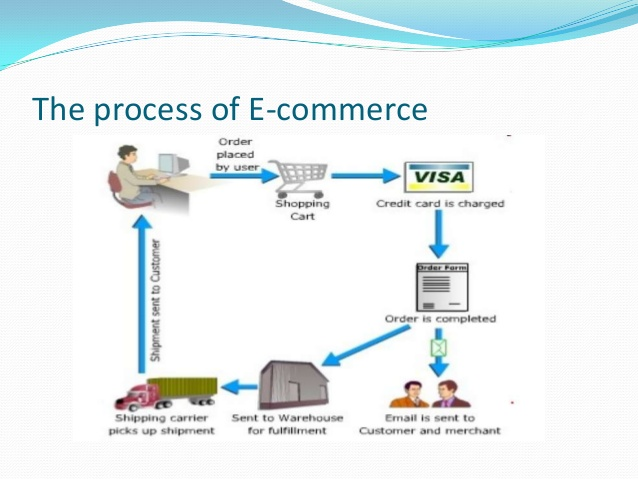 The process of E-commerce
Order
placed
by user
Shopping
Cart
VISA
Credit card is charged
Order Form
Order is completed
Shipment sent to Customer
Shipping carrier
picks up shipment
Sent to Warehouse
for fulfillment
Email is sent to
Customer and merchant